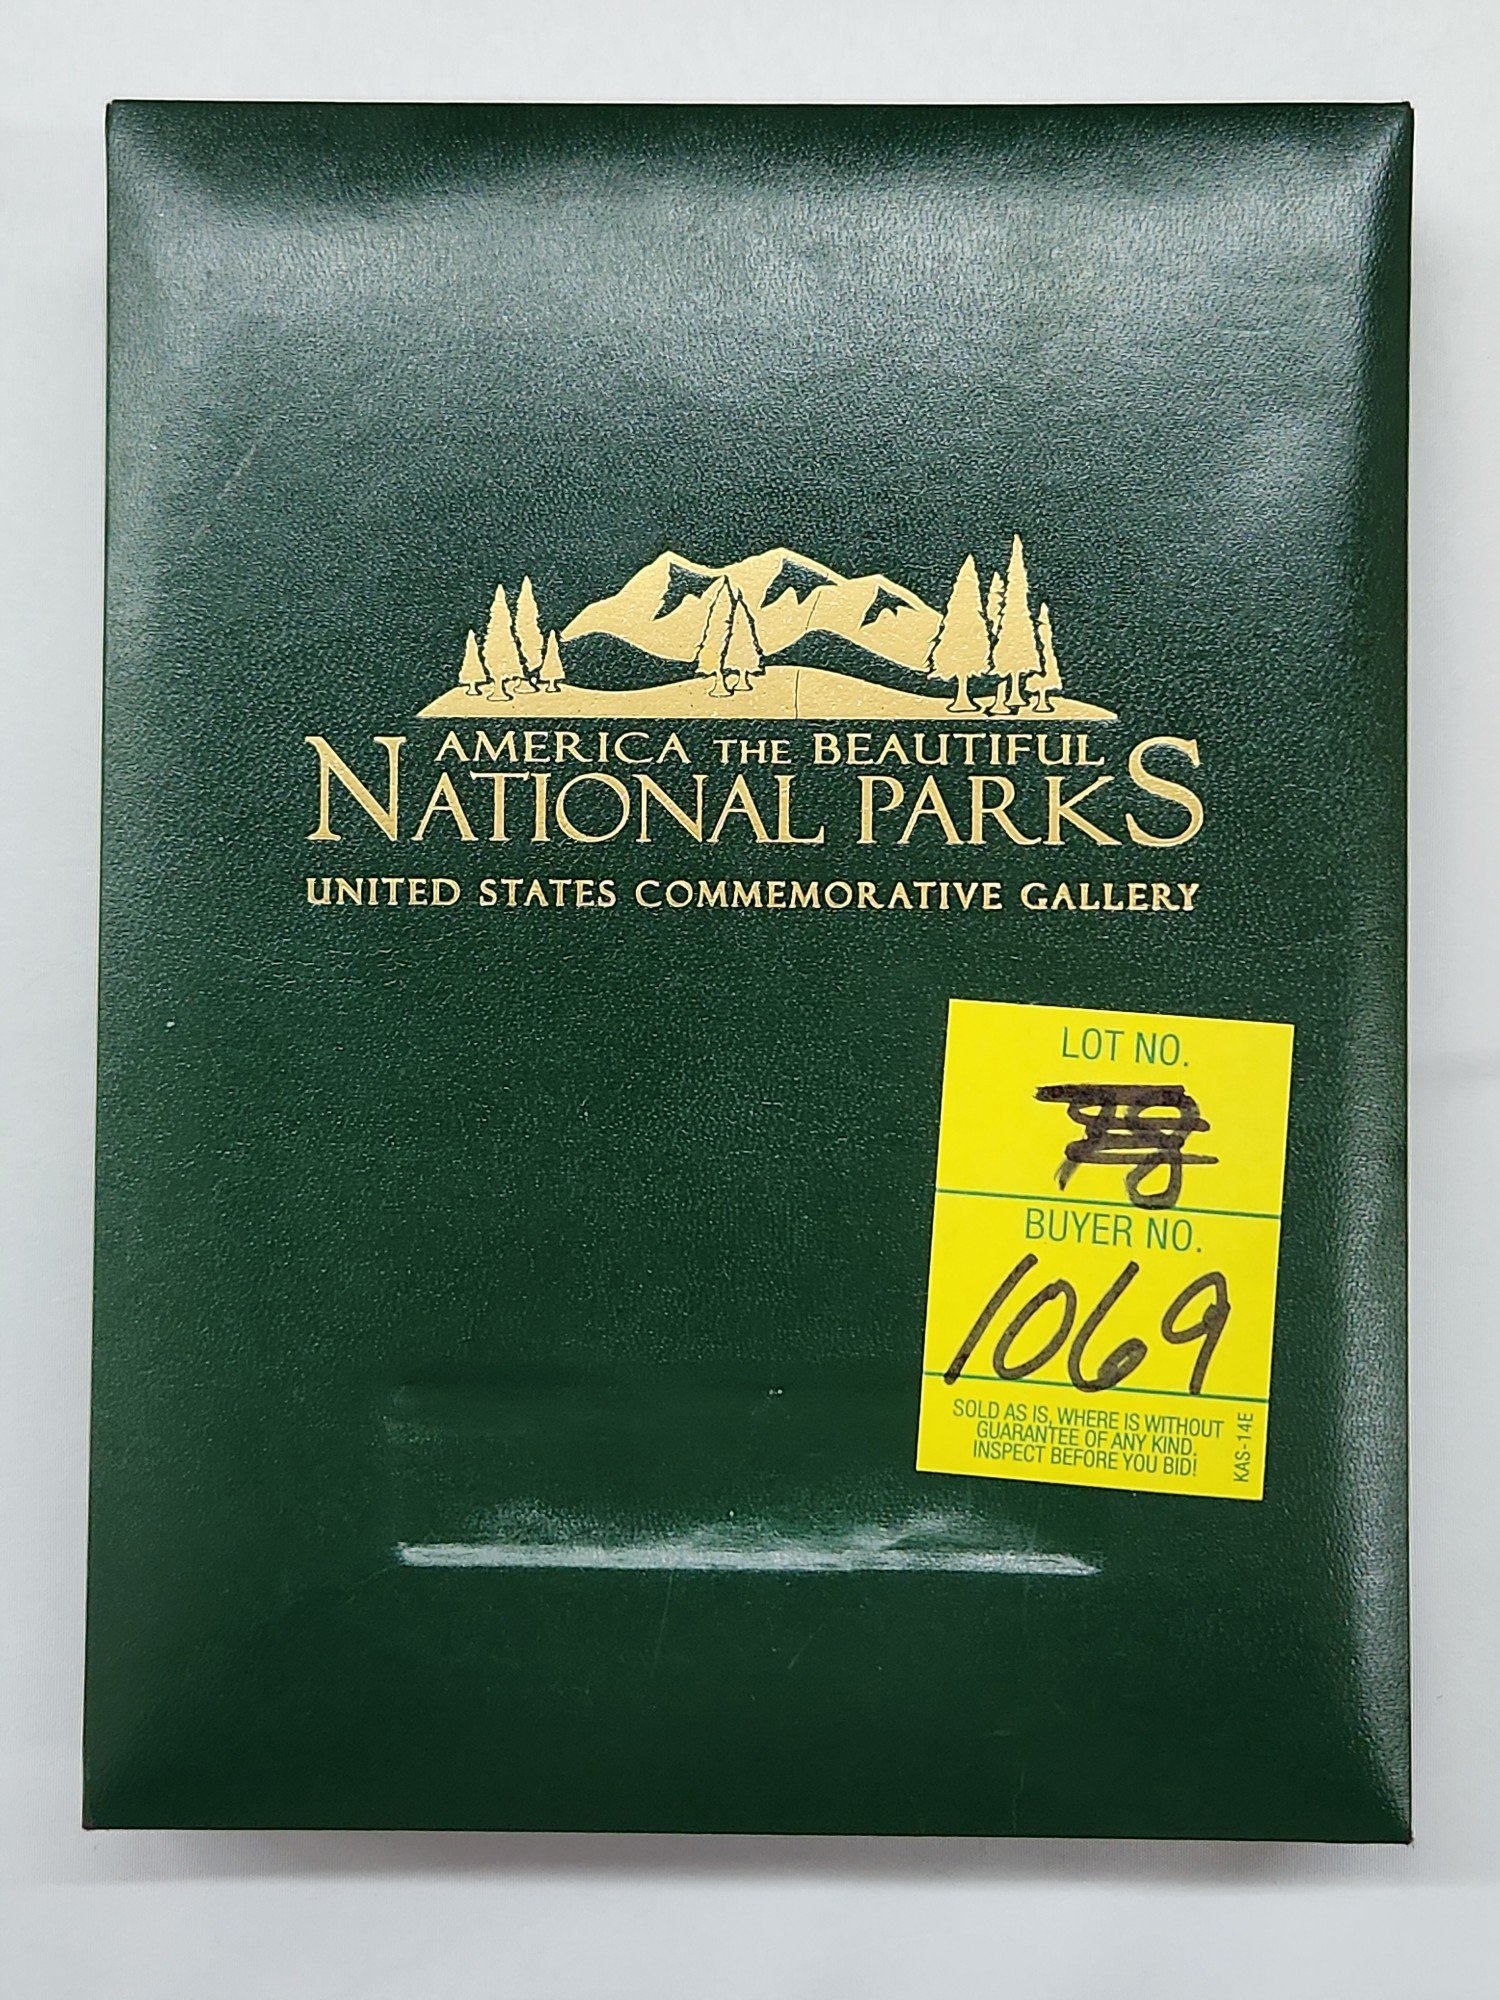 AMERICA THE BEAUTIFUL
NATIONAL PARKS
UNITED STATES COMMEMORATIVE GALLERY
LOT NO.
BUYER NO.
1069
SOLD AS IS, WHERE IS WITHOUT
GUARANTEE OF ANY KIND.
INSPECT BEFORE YOU BID!
KAS-14E